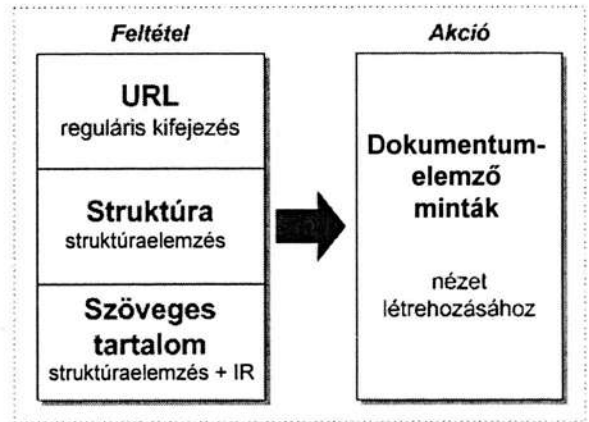 Feltétel
URL
reguláris kifejezés
Struktúra
struktúraelemzés
Szöveges
tartalom
struktúraelemzés + IR
Akció
Dokumentum-
elemző
minták
nézet
létrehozásához